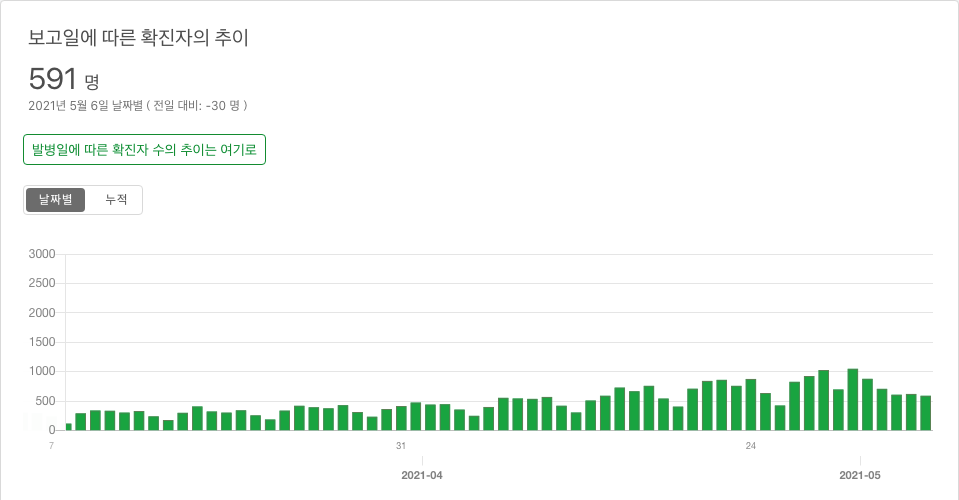 보고일에 따른 확진자의 추이
591 명
2021년 5월 6일 날짜별 ( 전일 대비: -30 명 )
발병일에 따른 확진자 수의 추이는 여기로
날짜별 누적
3000
2500
2000
1500
1000
500
0
7 31 24
2021-04 2021-05